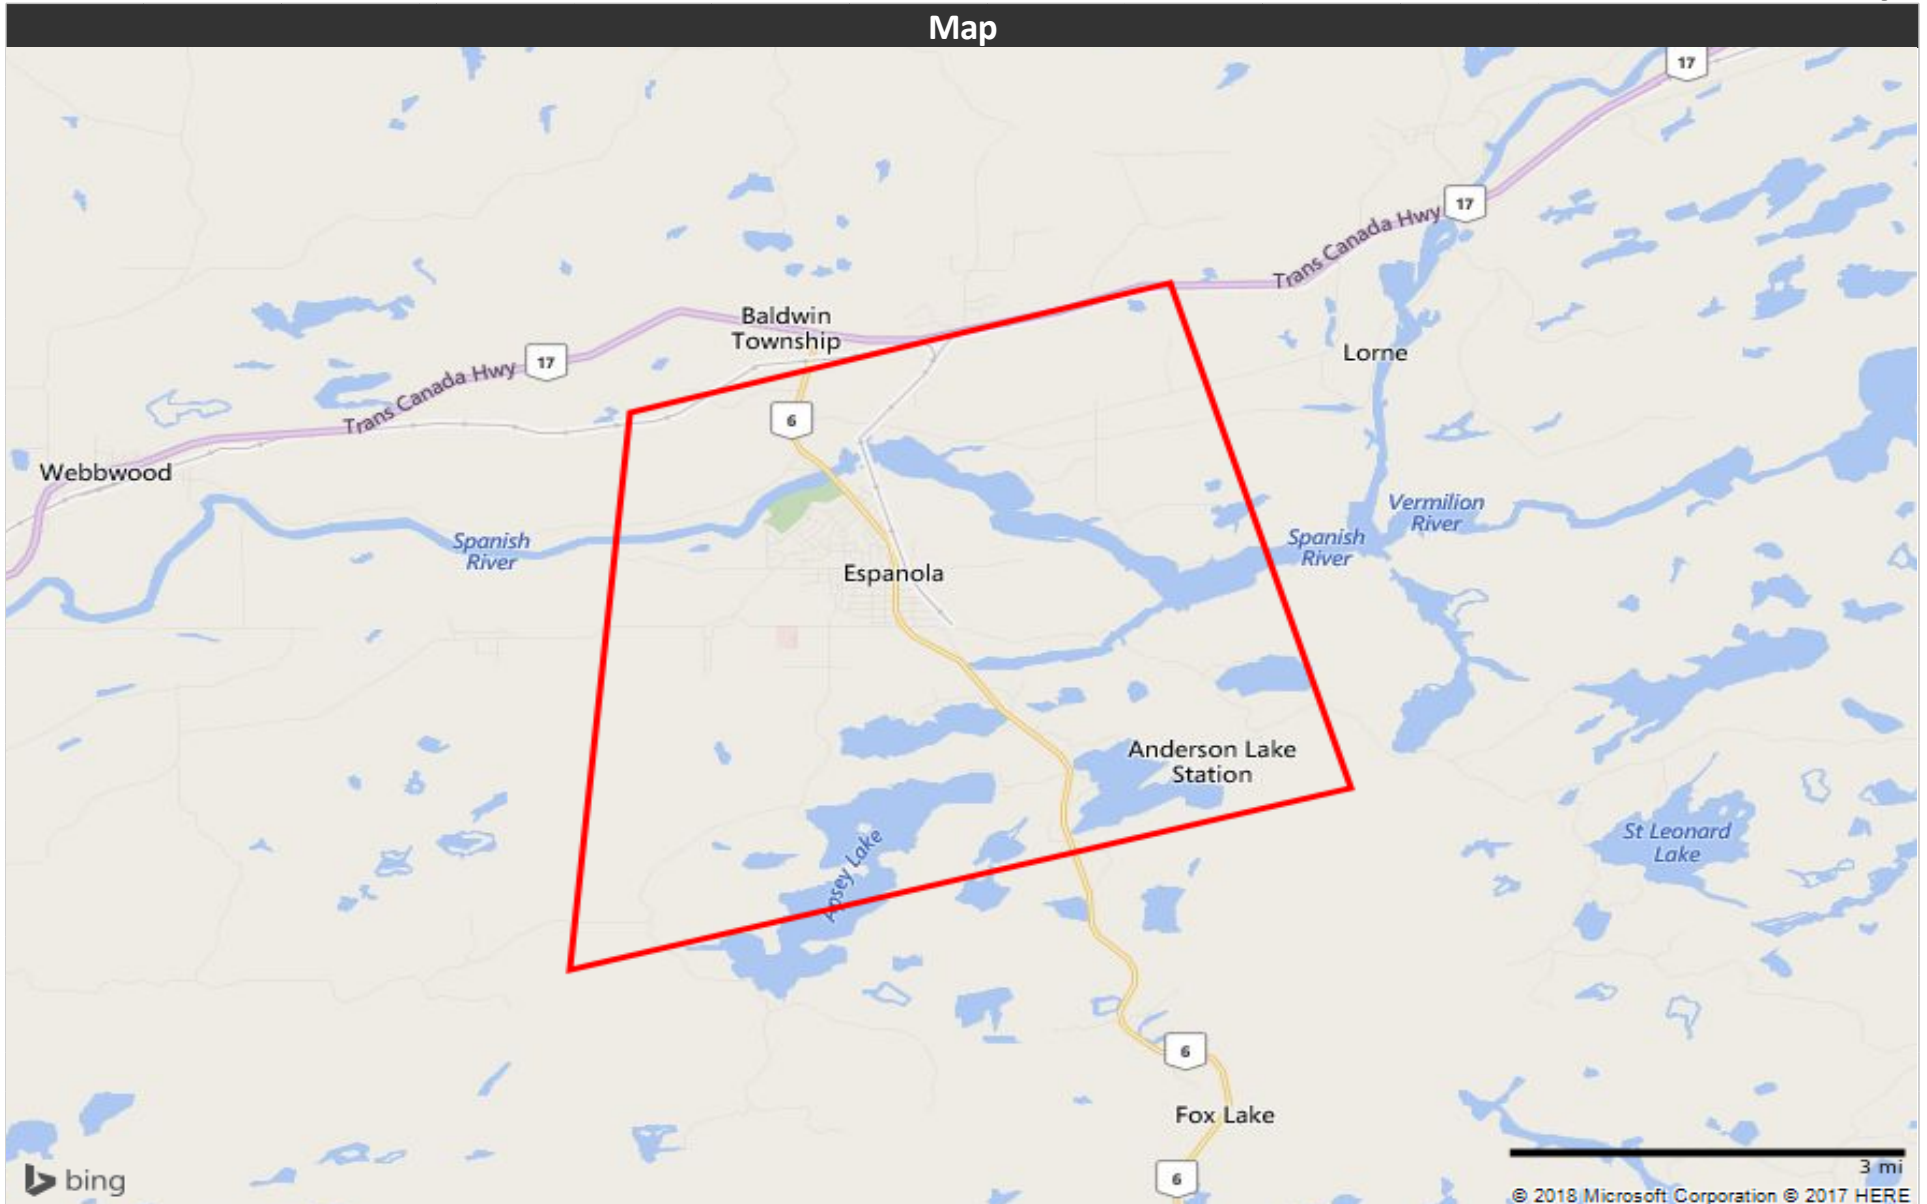 Map
17
17
Trans Canada Hwy
Baldwin
Township
Lorne
17
Trans Canada Hwy
6
Webbwood
Vermilion
River
Spanish
River
Spanish
River
Espanola
Anderson Lake
Station
St Leonard
Lake
Apsey Lake
6
Fox Lake
6
3 mi
bing
© 2018 Microsoft Corporation © 2017 HERE